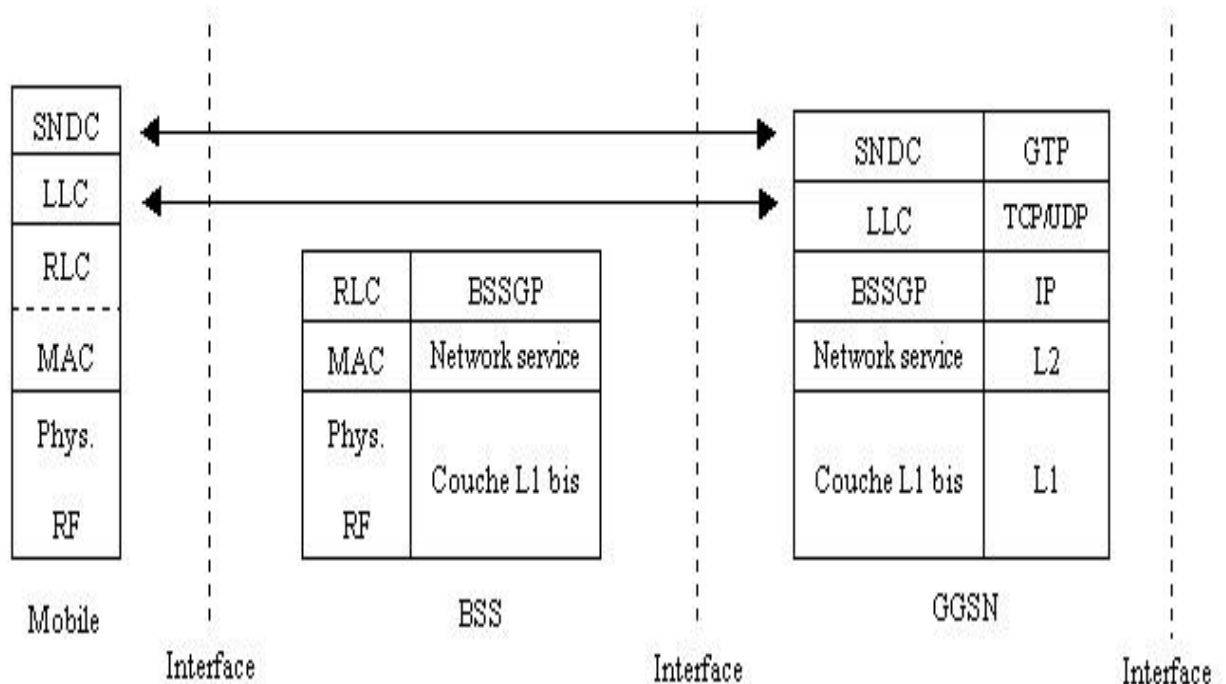 SNDC
LLC
RLC
MAC
Phys.
RF
Mobile
Interface
RLC BSSGP
MAC Network service
Phys.
RF
Couche L1 bis
BSS
Interface
SNDC GTP
LLC TCP/UDP
BSSGP IP
Network service L2
Couche L1 bis L1
GGSN
Interface